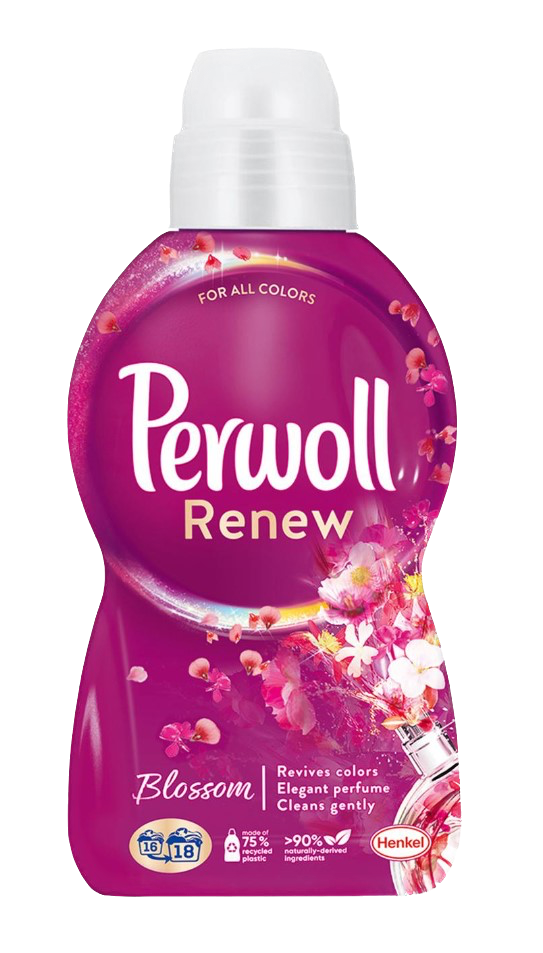 FOR ALL COLORS
Perwoll
Renew
Blossom
Revives colors
Elegant perfume
Cleans gently
16 18
made of
75%
recycled
plastic
>90%
naturally-derived
ingredients
Henkel